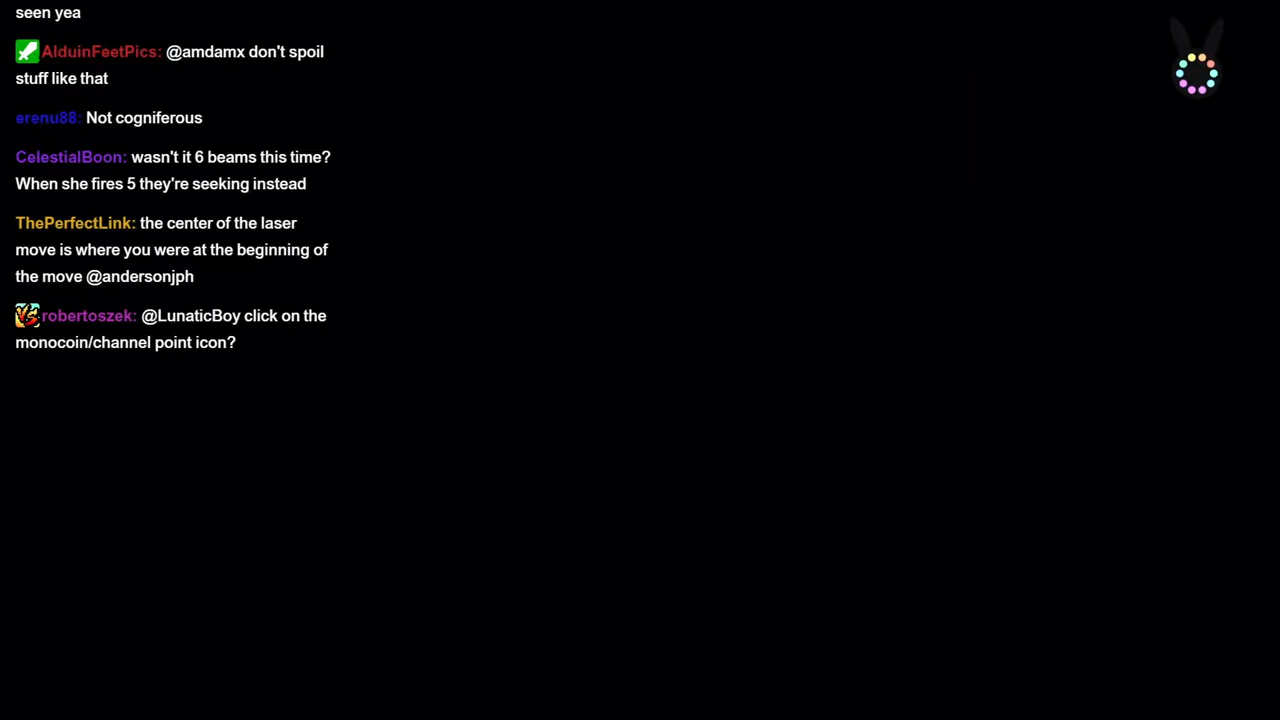 seen yea
AlduinFeetPics: @amdamx don't spoil
stuff like that
erenu88: Not cogniferous
CelestialBoon: wasn't it 6 beams this time?
When she fires 5 they're seeking instead
ThePerfectLink: the center of the laser
move is where you were at the beginning of
the move @andersonjph
robertoszek: @LunaticBoy click on the
monocoin/channel point icon?